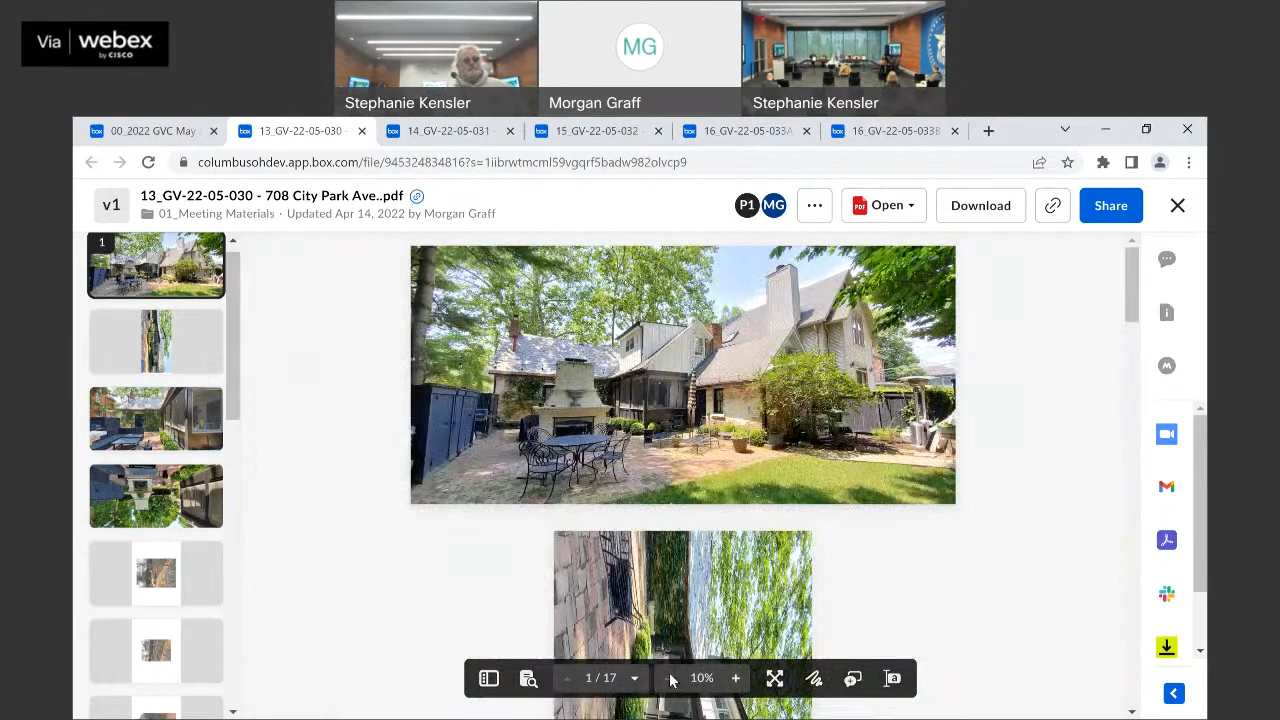 Via webex
by CISCO
MG
Stephanie Kensler
Morgan Graff
Stephanie Kensler
00_2022 GVC May
13_GV-22-05-030
14_GV-22-05-031
15_GV-22-05-032
16_GV-22-05-033A
16_GV-22-05-033B
columbusohdev.app.box.com/file/945324834816?s=1iibrwtmcml59vgqrf5badw982olvcp9
v1
13_GV-22-05-030 - 708 City Park Ave..pdf
1_Meeting Materials · Updated Apr 14, 2022 by Morgan Graff
P1 MG
Open
Download
Share
1
1 / 17
10%